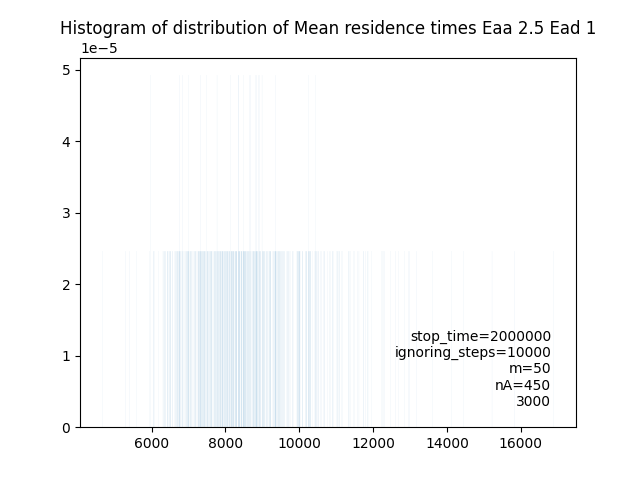 Histogram of distribution of Mean residence times Eaa 2.5 Ead 1
1e−5
5
4
3
2
1
0
stop_time=2000000
ignoring_steps=10000
m=50
nA=450
3000
6000 8000 10000 12000 14000 16000